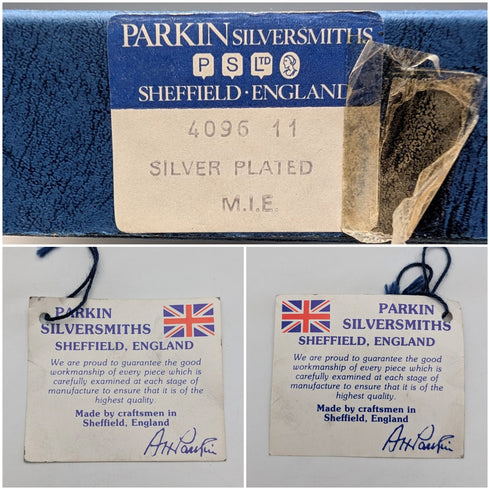 PARKIN SILVERSMITHS
P S LTD
SHEFFIELD · ENGLAND
4096 11
SILVER PLATED
M.I.E.
PARKIN
SILVERSMITHS
SHEFFIELD, ENGLAND
We are proud to guarantee the good
workmanship of every piece which is
carefully examined at each stage of
manufacture to ensure that it is of the
highest quality.
Made by craftsmen in
Sheffield, England
AH Parkin
PARKIN
SILVERSMITHS
SHEFFIELD, ENGLAND
We are proud to guarantee the good
workmanship of every piece which is
carefully examined at each stage of
manufacture to ensure that it is of the
highest quality.
Made by craftsmen in
Sheffield, England
AH Parkin